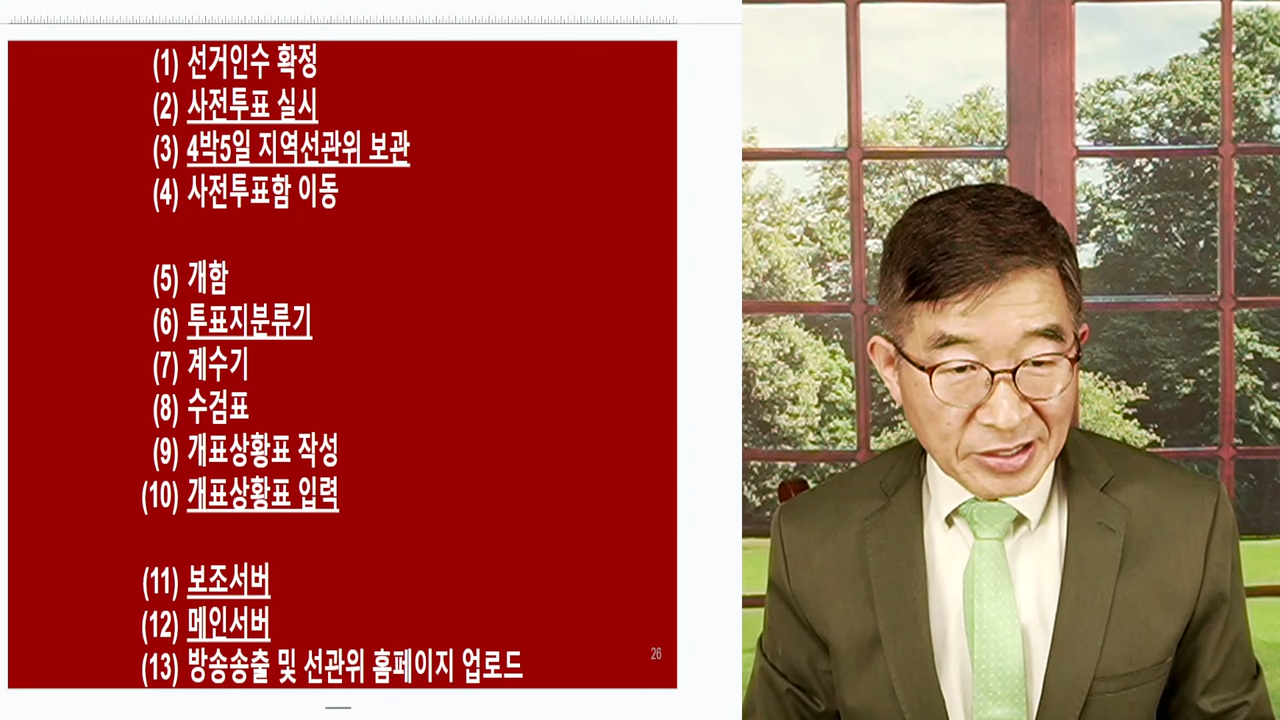 (1) 선거인수 확정
(2) 사전투표 실시
(3) 4박5일 지역선관위 보관
(4) 사전투표함 이동
(5) 개함
(6) 투표지분류기
(7) 계수기
(8) 수검표
(9) 개표상황표 작성
(10) 개표상황표 입력
(11) 보조서버
(12) 메인서버
(13) 방송송출 및 선관위 홈페이지 업로드
26